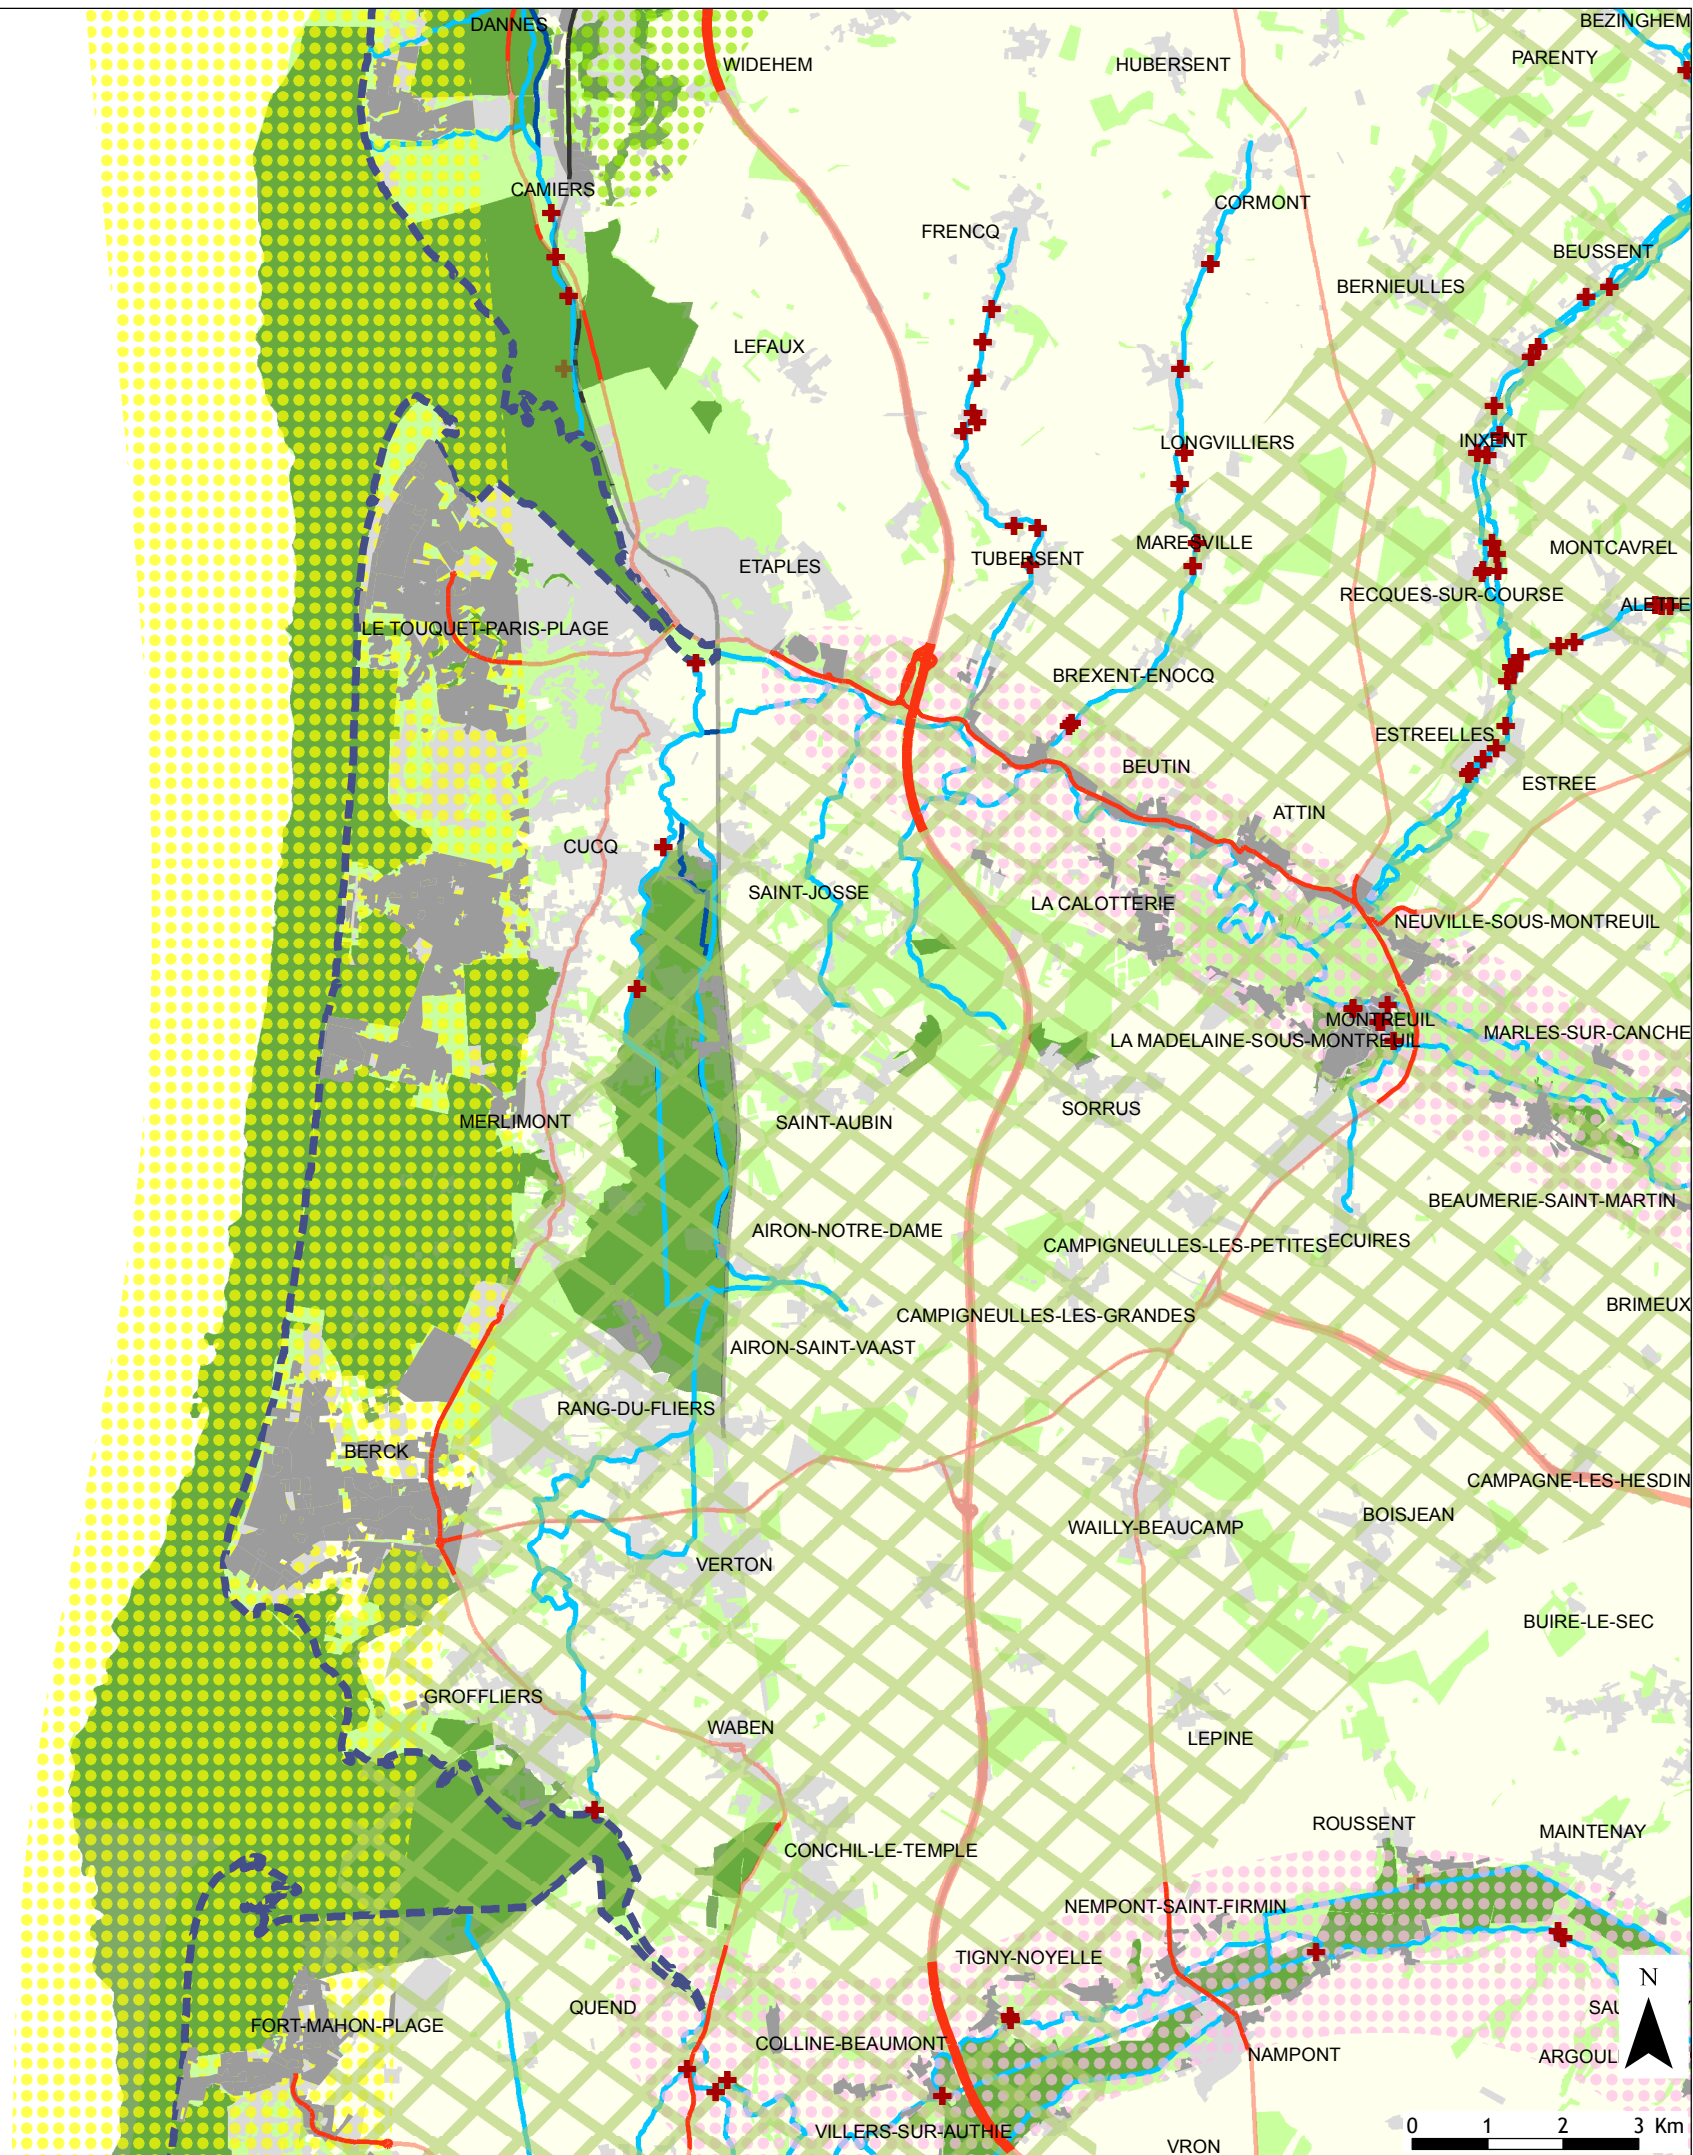 DANNES
BEZINGHEM
WIDEHEM
HUBERSENT
PARENTY
CAMIERS
CORMONT
FRENCQ
BEUSSENT
BERNIEULLES
LEFAUX
LONGVILLIERS
INXENT
MARESVILLE
MONTCAVREL
TUBERSENT
ETAPLES
RECQUES-SUR-COURSE
ALETTE
LE TOUQUET-PARIS-PLAGE
BREXENT-ENOCQ
ESTREELLES
BEUTIN
ESTREE
ATTIN
CUCQ
SAINT-JOSSE
LA CALOTTERIE
NEUVILLE-SOUS-MONTREUIL
MONTREUIL
MARLES-SUR-CANCHE
LA MADELAINE-SOUS-MONTREUIL
SORRUS
MERLIMONT
SAINT-AUBIN
BEAUMERIE-SAINT-MARTIN
AIRON-NOTRE-DAME
CAMPIGNEULLES-LES-PETITES
ECUIRES
BRIMEUX
CAMPIGNEULLES-LES-GRANDES
AIRON-SAINT-VAAST
RANG-DU-FLIERS
BERCK
CAMPAGNE-LES-HESDIN
BOISJEAN
WAILLY-BEAUCAMP
VERTON
BUIRE-LE-SEC
GROFFLIERS
WABEN
LEPINE
ROUSSENT
MAINTENAY
CONCHIL-LE-TEMPLE
NEMPONT-SAINT-FIRMIN
TIGNY-NOYELLE
N
QUEND
SAU
FORT-MAHON-PLAGE
COLLINE-BEAUMONT
NAMPONT
ARGOUL
0 1 2 3 Km
VILLERS-SUR-AUTHIE
VRON